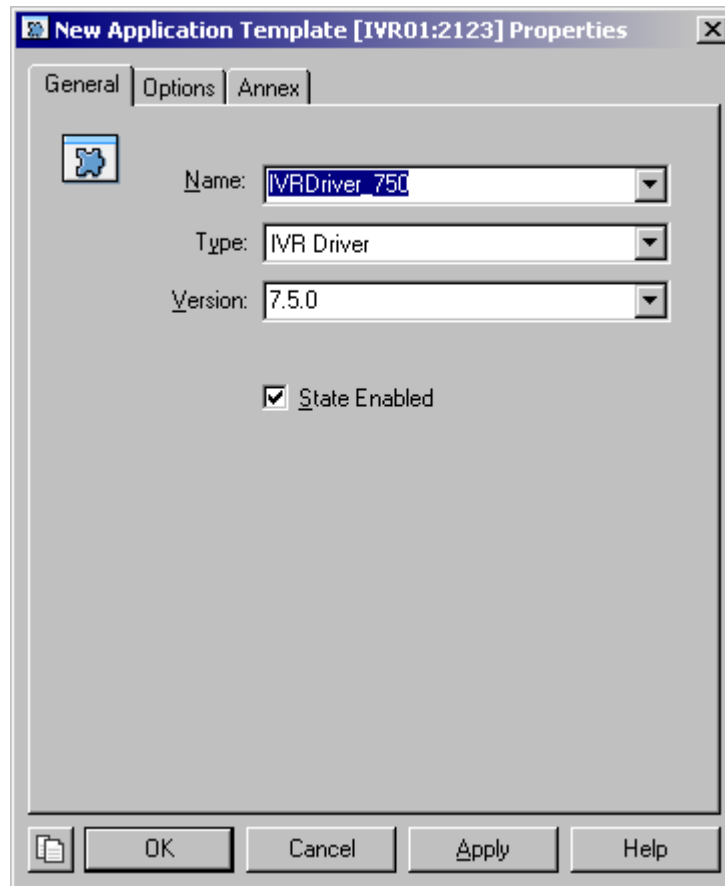 New Application Template [IVR01:2123] Properties
General Options Annex
Name: IVRDriver_750
Type: IVR Driver
Version: 7.5.0
State Enabled
OK Cancel Apply Help